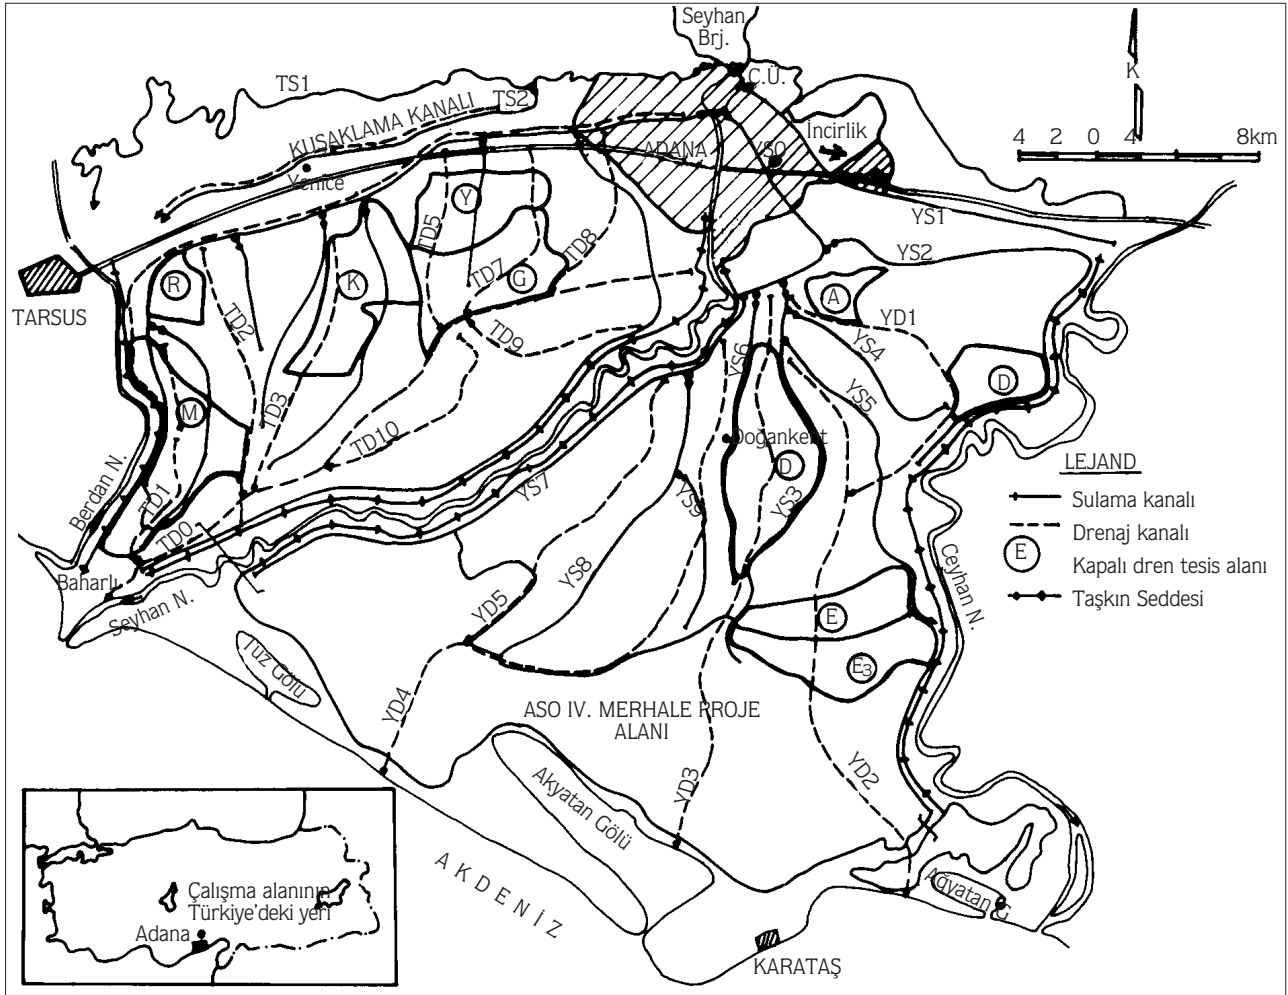 Seyhan
Brj.
Ç.Ü.
TS1
TS2
KUŞAKLAMA KANALI
Yenice
ADANA
YS0
İncirlik
K
4 2 0 4 8km
YS1
YS2
TARSUS
R
K
Y
G
A
D
M
TD5
TD7
TD8
TD2
TD3
TD9
TD10
TD1
TD0
YD1
YS4
YS5
YS6
Doğankent
D
YS3
YS7
YS8
YS9
YD5
YD4
YD3
YD2
E
E3
Berdan N.
Baharlı
Seyhan N.
Ceyhan N.
Tuz Gölü
ASO IV. MERHALE PROJE
ALANI
Akyatan Gölü
AKDENİZ
Ağyatan G
KARATAŞ
LEJAND
Sulama kanalı
Drenaj kanalı
E
Kapalı dren tesis alanı
Taşkın Seddesi
Çalışma alanının
Türkiye'deki yeri
Adana